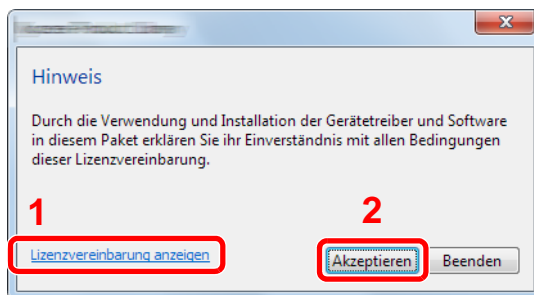 Hinweis
Durch die Verwendung und Installation der Gerätetreiber und Software
in diesem Paket erklären Sie ihr Einverständnis mit allen Bedingungen
dieser Lizenzvereinbarung.
1
2
Lizenzvereinbarung anzeigen
Akzeptieren
Beenden